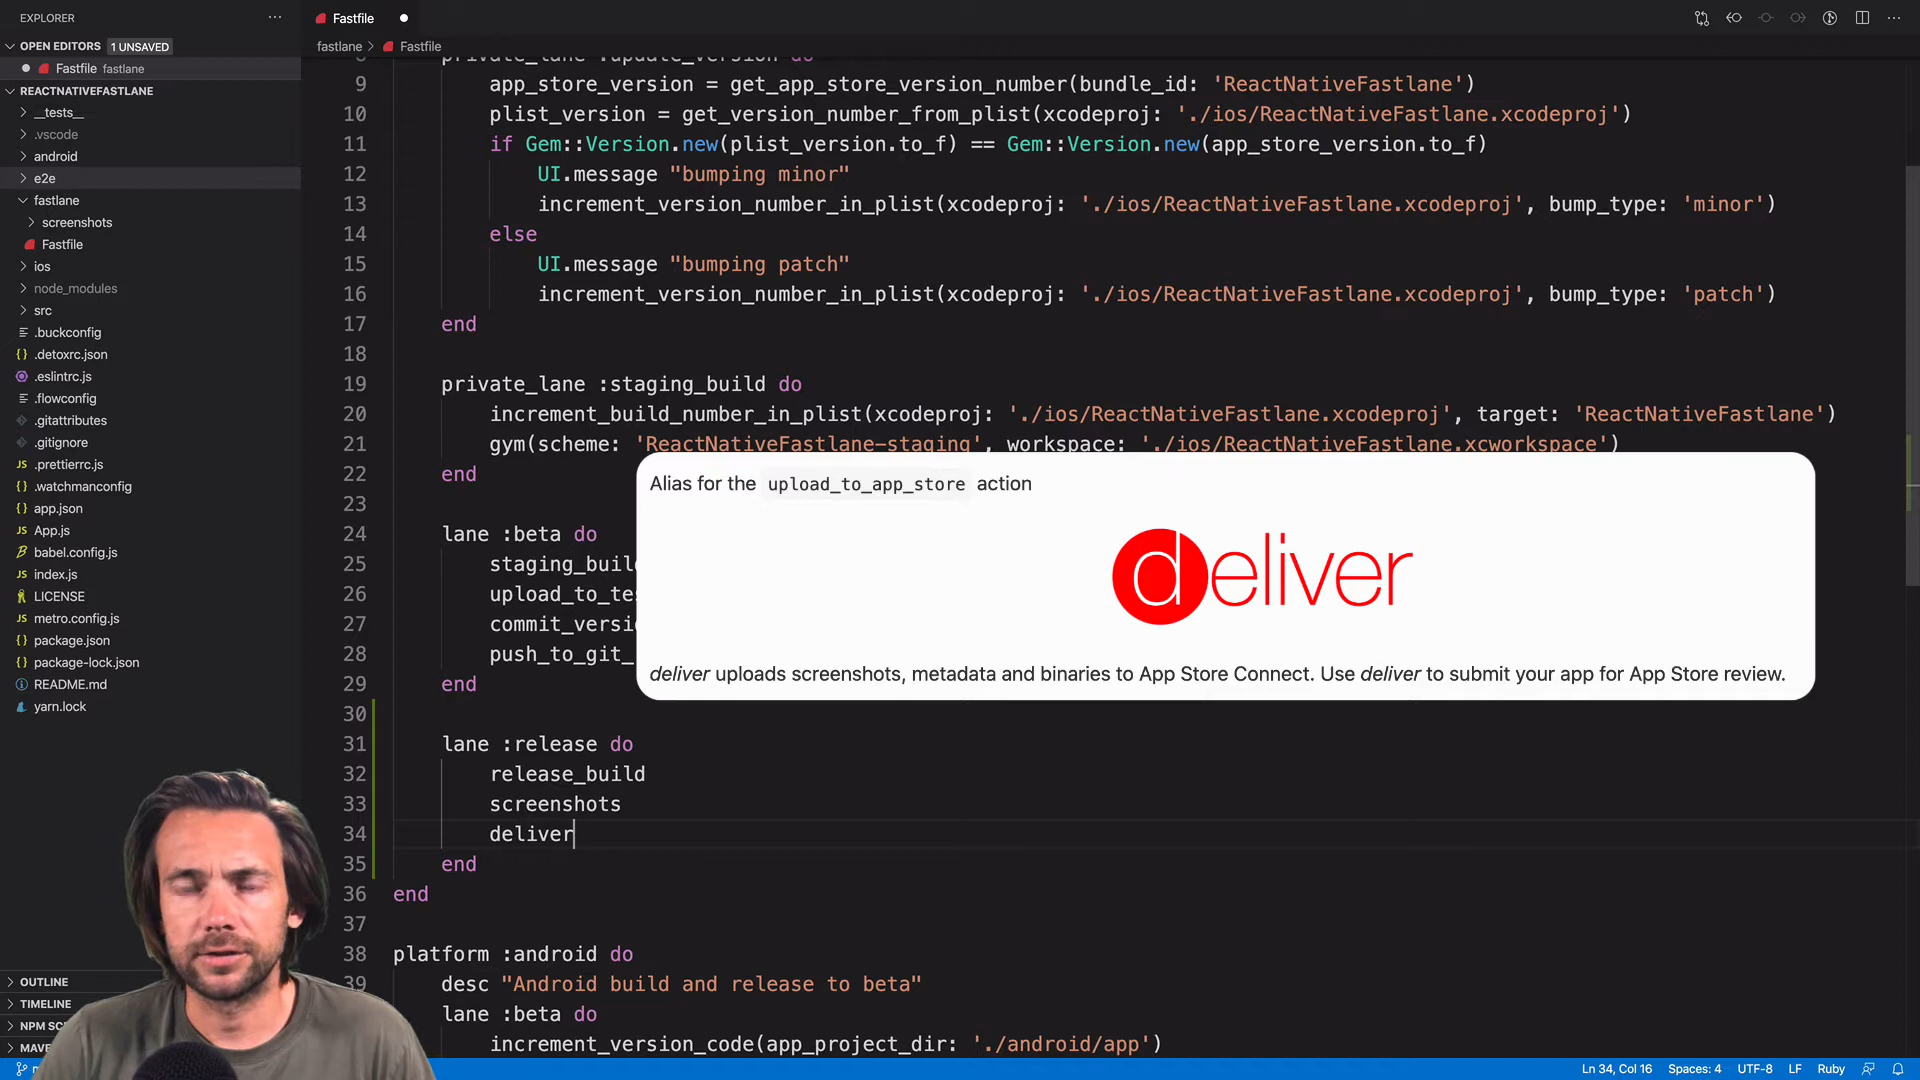 EXPLORER
Fastfile
OPEN EDITORS 1 UNSAVED
fastlane > Fastfile
Fastfile fastlane
REACTNATIVEFASTLANE
__tests__
.vscode
android
e2e
fastlane
screenshots
Fastfile
ios
node_modules
src
.buckconfig
.detoxrc.json
.eslintrc.js
.flowconfig
.gitattributes
.gitignore
.prettierrc.js
.watchmanconfig
app.json
App.js
babel.config.js
index.js
LICENSE
metro.config.js
package.json
package-lock.json
README.md
yarn.lock
OUTLINE
TIMELINE
NPM
8 private_lane :update_version do
9 app_store_version = get_app_store_version_number(bundle_id: 'ReactNativeFastlane')
10 plist_version = get_version_number_from_plist(xcodeproj: './ios/ReactNativeFastlane.xcodeproj')
11 if Gem::Version.new(plist_version.to_f) == Gem::Version.new(app_store_version.to_f)
12 UI.message "bumping minor"
13 increment_version_number_in_plist(xcodeproj: './ios/ReactNativeFastlane.xcodeproj', bump_type: 'minor')
14 else
15 UI.message "bumping patch"
16 increment_version_number_in_plist(xcodeproj: './ios/ReactNativeFastlane.xcodeproj', bump_type: 'patch')
17 end
18
19 private_lane :staging_build do
20 increment_build_number_in_plist(xcodeproj: './ios/ReactNativeFastlane.xcodeproj', target: 'ReactNativeFastlane')
21 gym(scheme: 'ReactNativeFastlane-staging', workspace: './ios/ReactNativeFastlane.xcworkspace')
22 end
23
24 lane :beta do
25 staging_buil
26 upload_to_te
27 commit_versi
28 push_to_git_
29 end
30
31 lane :release do
32 release_build
33 screenshots
34 deliver
35 end
36 end
37
38 platform :android do
39 desc "Android build and release to beta"
lane :beta do
increment_version_code(app_project_dir: './android/app')
Alias for the upload_to_app_store action
deliver
deliver uploads screenshots, metadata and binaries to App Store Connect. Use deliver to submit your app for App Store review.
Ln 34, Col 16 Spaces: 4 UTF-8 LF Ruby